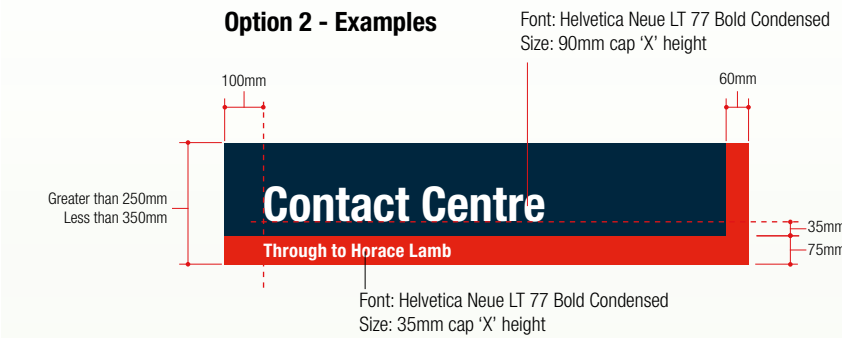 Option 2 - Examples
Font: Helvetica Neue LT 77 Bold Condensed
Size: 90mm cap ‘X’ height
100mm
60mm
Greater than 250mm
Less than 350mm
Contact Centre
35mm
75mm
Through to Horace Lamb
Font: Helvetica Neue LT 77 Bold Condensed
Size: 35mm cap ‘X’ height